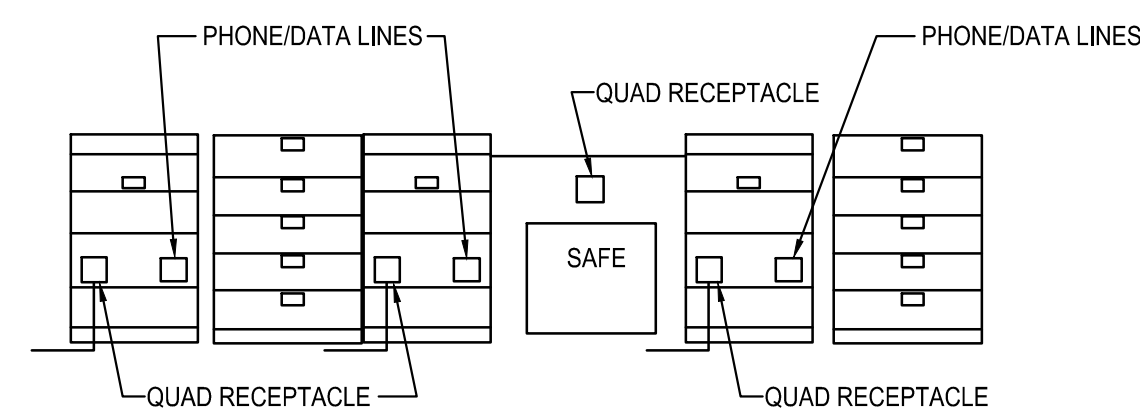 PHONE/DATA LINES
PHONE/DATA LINES
QUAD RECEPTACLE
SAFE
QUAD RECEPTACLE
QUAD RECEPTACLE